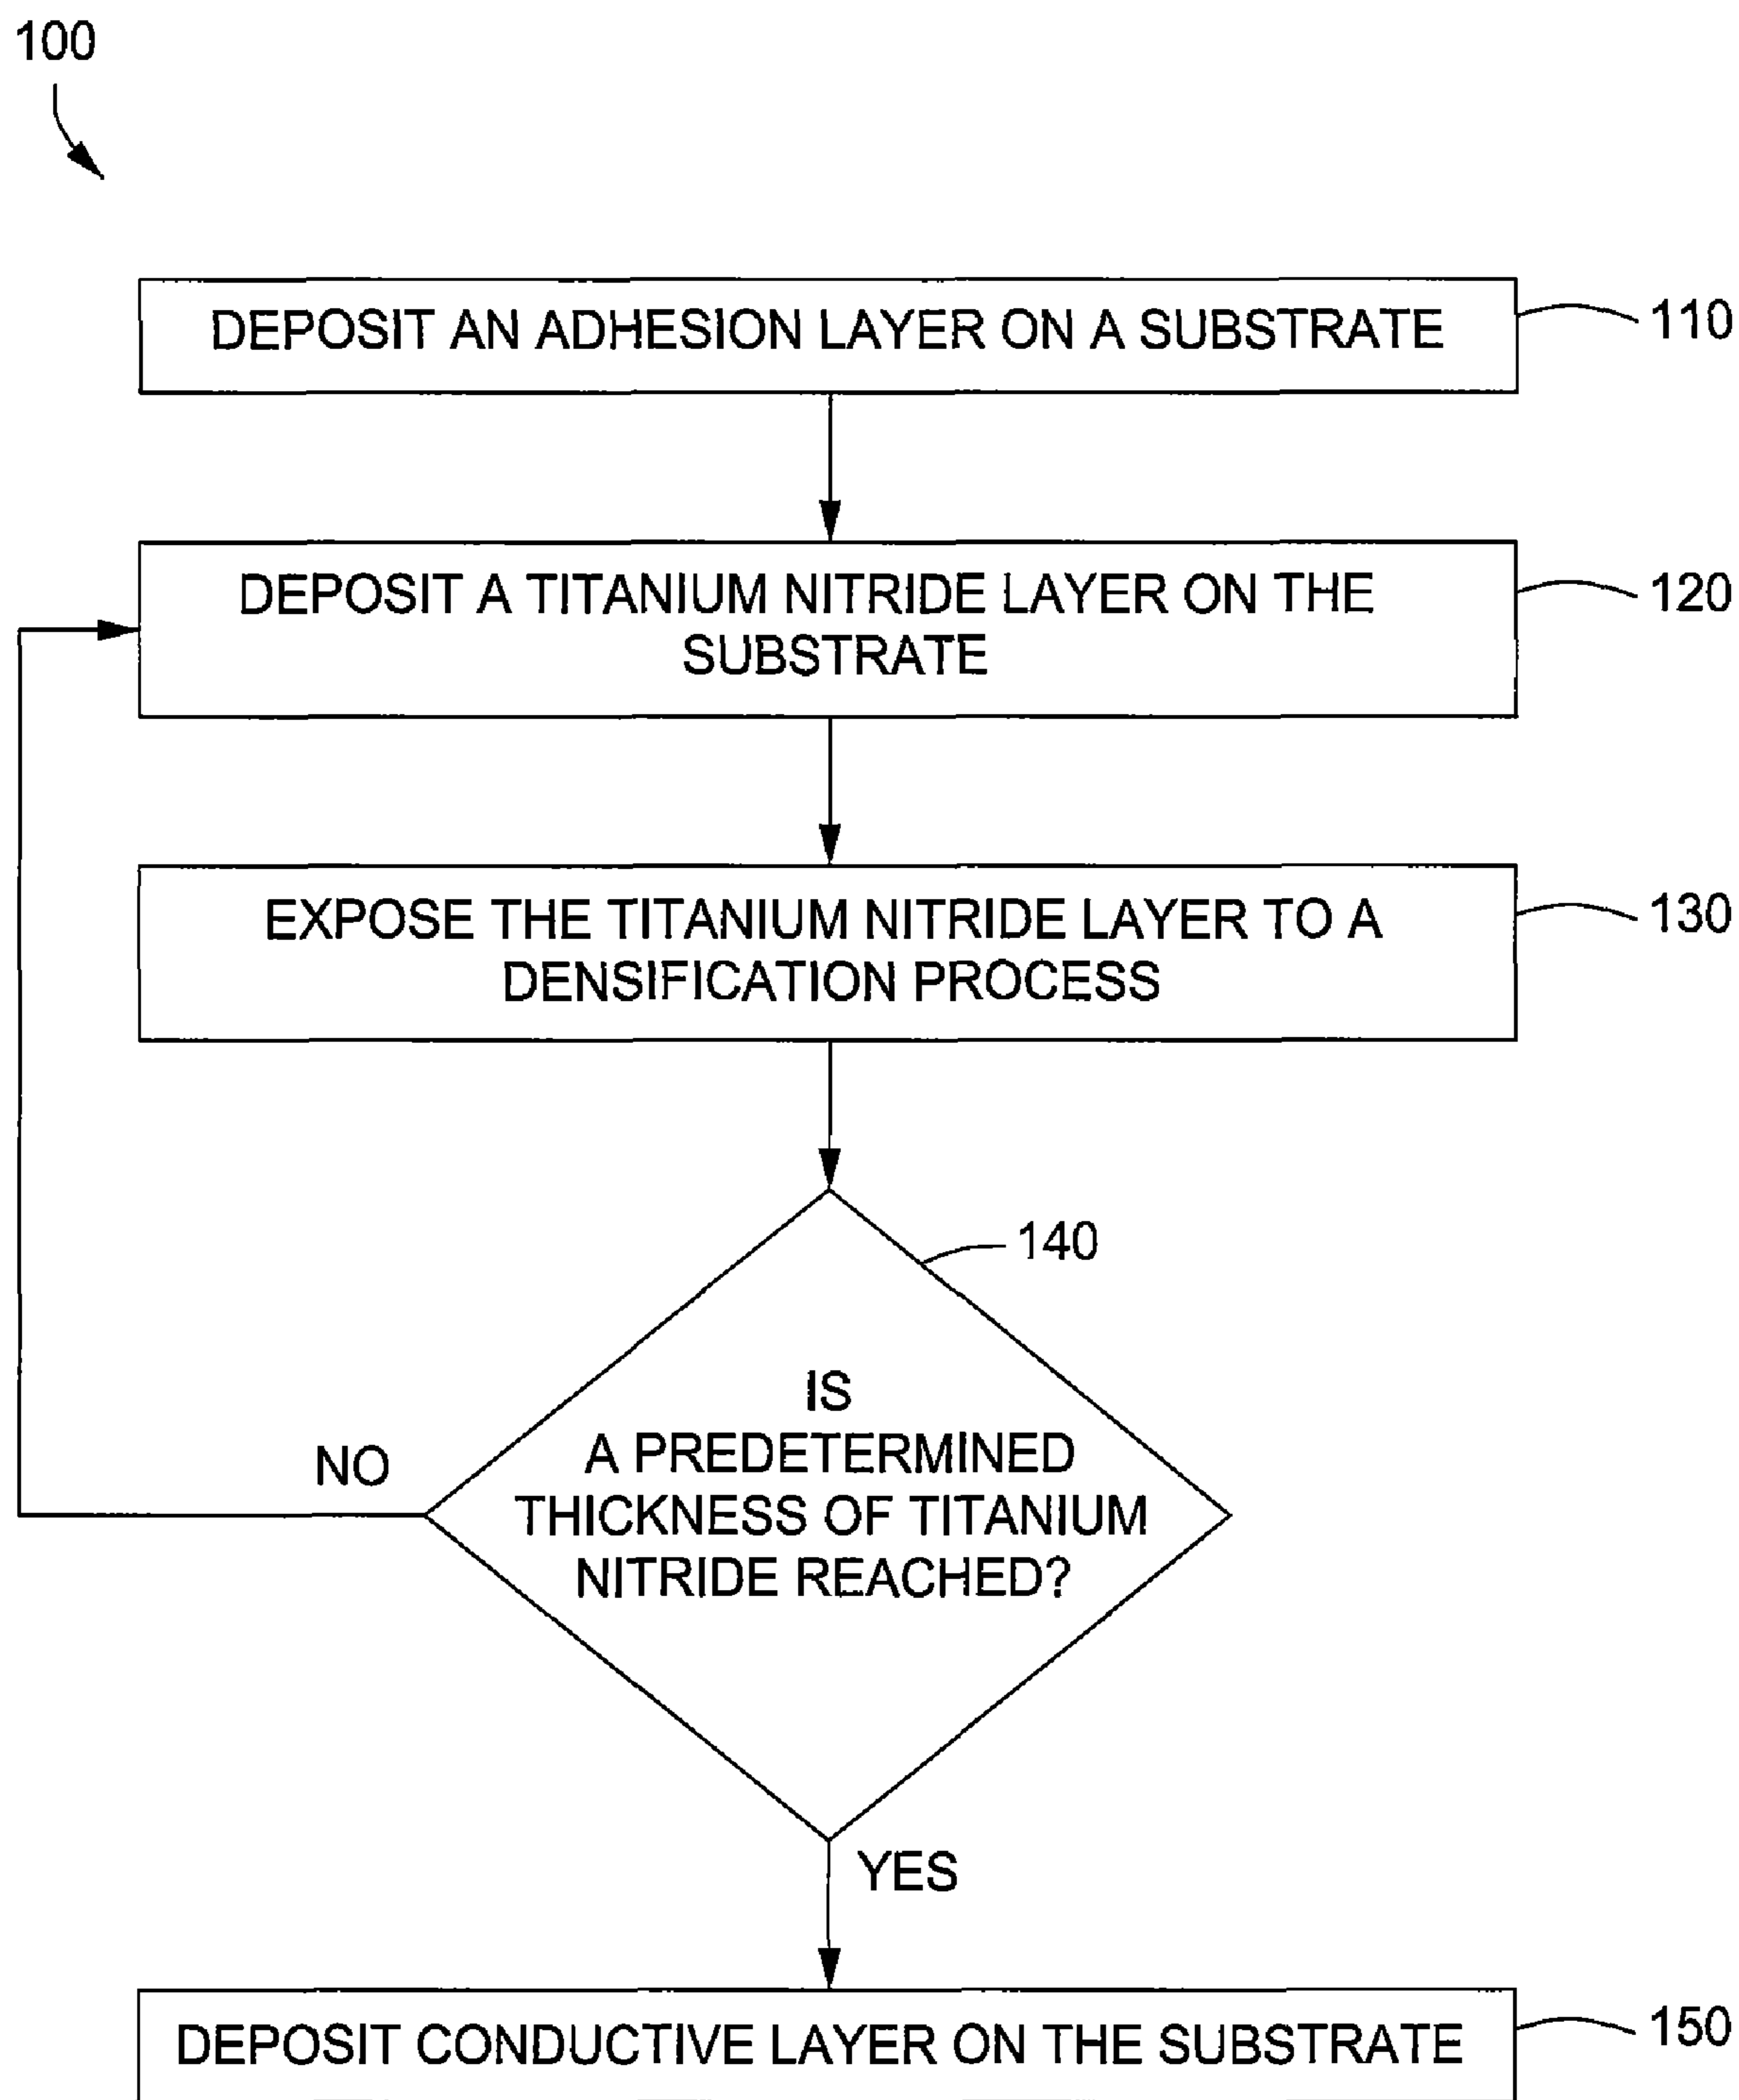 100
DEPOSIT AN ADHESION LAYER ON A SUBSTRATE
110
DEPOSIT A TITANIUM NITRIDE LAYER ON THE
SUBSTRATE
120
EXPOSE THE TITANIUM NITRIDE LAYER TO A
DENSIFICATION PROCESS
130
140
IS
A PREDETERMINED
THICKNESS OF TITANIUM
NITRIDE REACHED?
NO
YES
DEPOSIT CONDUCTIVE LAYER ON THE SUBSTRATE
150